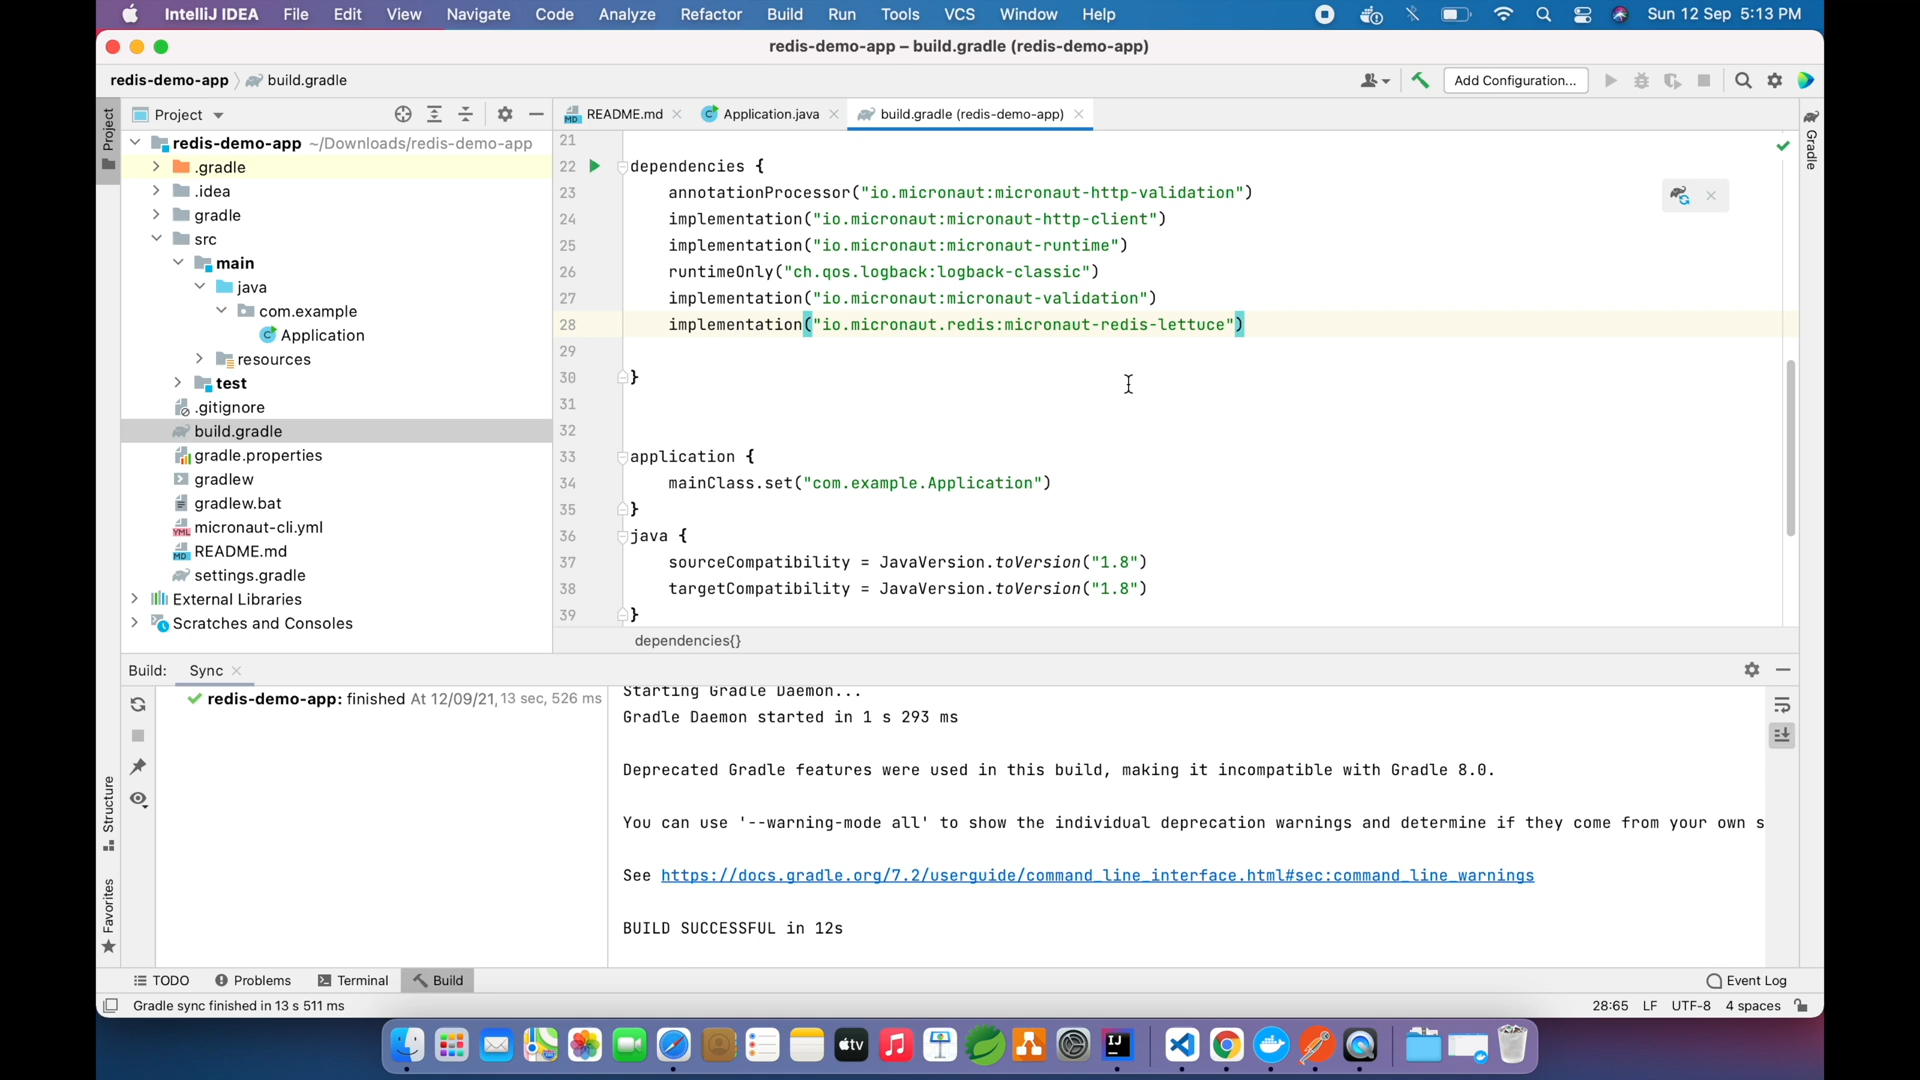 IntelliJ IDEA File Edit View Navigate Code Analyze Refactor Build Run Tools VCS Window Help Sun 12 Sep 5:13 PM
redis-demo-app – build.gradle (redis-demo-app)
redis-demo-app build.gradle Add Configuration...
Project
Project
README.md Application.java build.gradle (redis-demo-app)
Gradle
redis-demo-app ~/Downloads/redis-demo-app
.gradle
.idea
gradle
src
main
java
com.example
Application
resources
test
.gitignore
build.gradle
gradle.properties
gradlew
gradlew.bat
micronaut-cli.yml
README.md
settings.gradle
External Libraries
Scratches and Consoles
21
22 dependencies {
23 annotationProcessor("io.micronaut:micronaut-http-validation")
24 implementation("io.micronaut:micronaut-http-client")
25 implementation("io.micronaut:micronaut-runtime")
26 runtimeOnly("ch.qos.logback:logback-classic")
27 implementation("io.micronaut:micronaut-validation")
28 implementation("io.micronaut.redis:micronaut-redis-lettuce")
29
30 }
31
32
33 application {
34 mainClass.set("com.example.Application")
35 }
36 java {
37 sourceCompatibility = JavaVersion.toVersion("1.8")
38 targetCompatibility = JavaVersion.toVersion("1.8")
39 }
dependencies{}
Build: Sync
redis-demo-app: finished At 12/09/21, 13 sec, 526 ms
Starting Gradle Daemon...
Gradle Daemon started in 1 s 293 ms
Deprecated Gradle features were used in this build, making it incompatible with Gradle 8.0.
You can use '--warning-mode all' to show the individual deprecation warnings and determine if they come from your own s
See https://docs.gradle.org/7.2/userguide/command_line_interface.html#sec:command_line_warnings
BUILD SUCCESSFUL in 12s
Structure
Favorites
TODO Problems Terminal Build Event Log
Gradle sync finished in 13 s 511 ms 28:65 LF UTF-8 4 spaces
tv
IJ